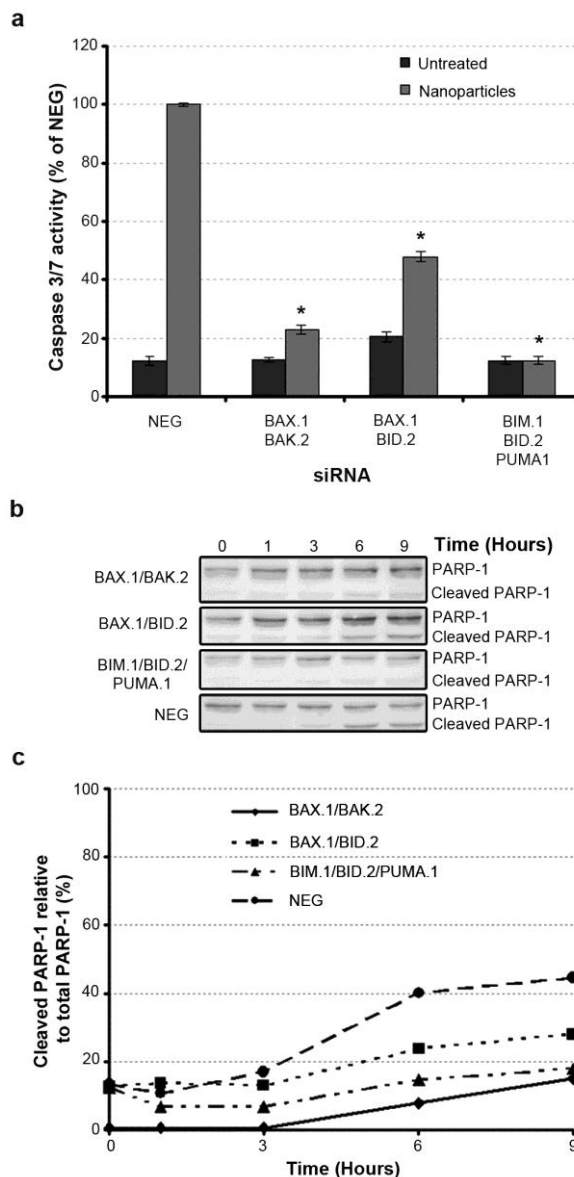 a
Caspase 3/7 activity (% of NEG)
140
120
100
80
60
40
20
0
Untreated
Nanoparticles
*
*
*
NEG
BAX.1
BAK.2
BAX.1
BID.2
BIM.1
BID.2
PUMA1
siRNA
b
0 1 3 6 9 Time (Hours)
BAX.1/BAK.2
PARP-1
Cleaved PARP-1
BAX.1/BID.2
PARP-1
Cleaved PARP-1
BIM.1/BID.2/
PUMA.1
PARP-1
Cleaved PARP-1
NEG
PARP-1
Cleaved PARP-1
c
Cleaved PARP-1 relative
to total PARP-1 (%)
100
80
60
40
20
0
BAX.1/BAK.2
BAX.1/BID.2
BIM.1/BID.2/PUMA.1
NEG
0 3 6 9
Time (Hours)